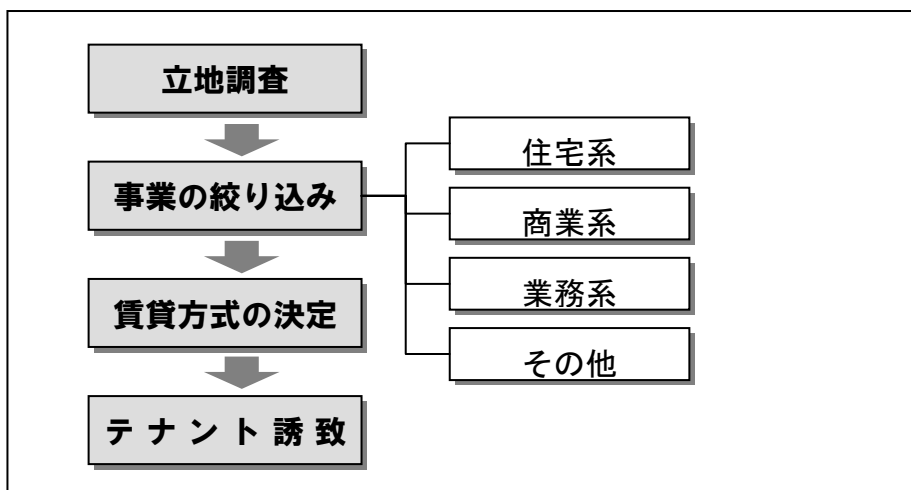 立地調査
事業の絞り込み
賃貸方式の決定
テナント誘致
住宅系
商業系
業務系
その他